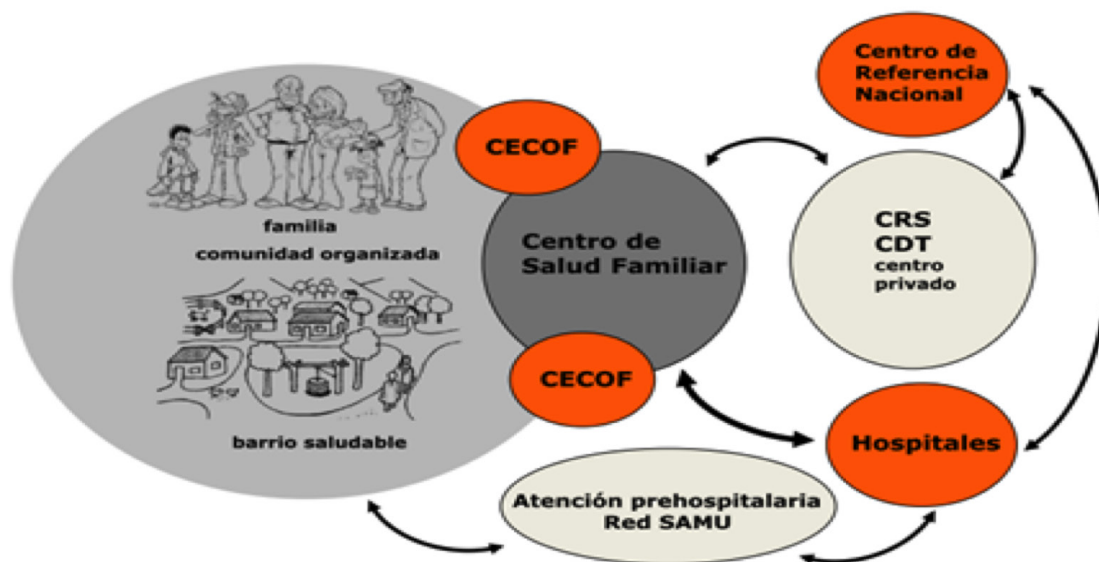 familia
comunidad organizada
barrio saludable
CECOF
Centro de
Salud Familiar
CECOF
Atención prehospitalaria
Red SAMU
Centro de
Referencia
Nacional
CRS
CDT
centro
privado
Hospitales